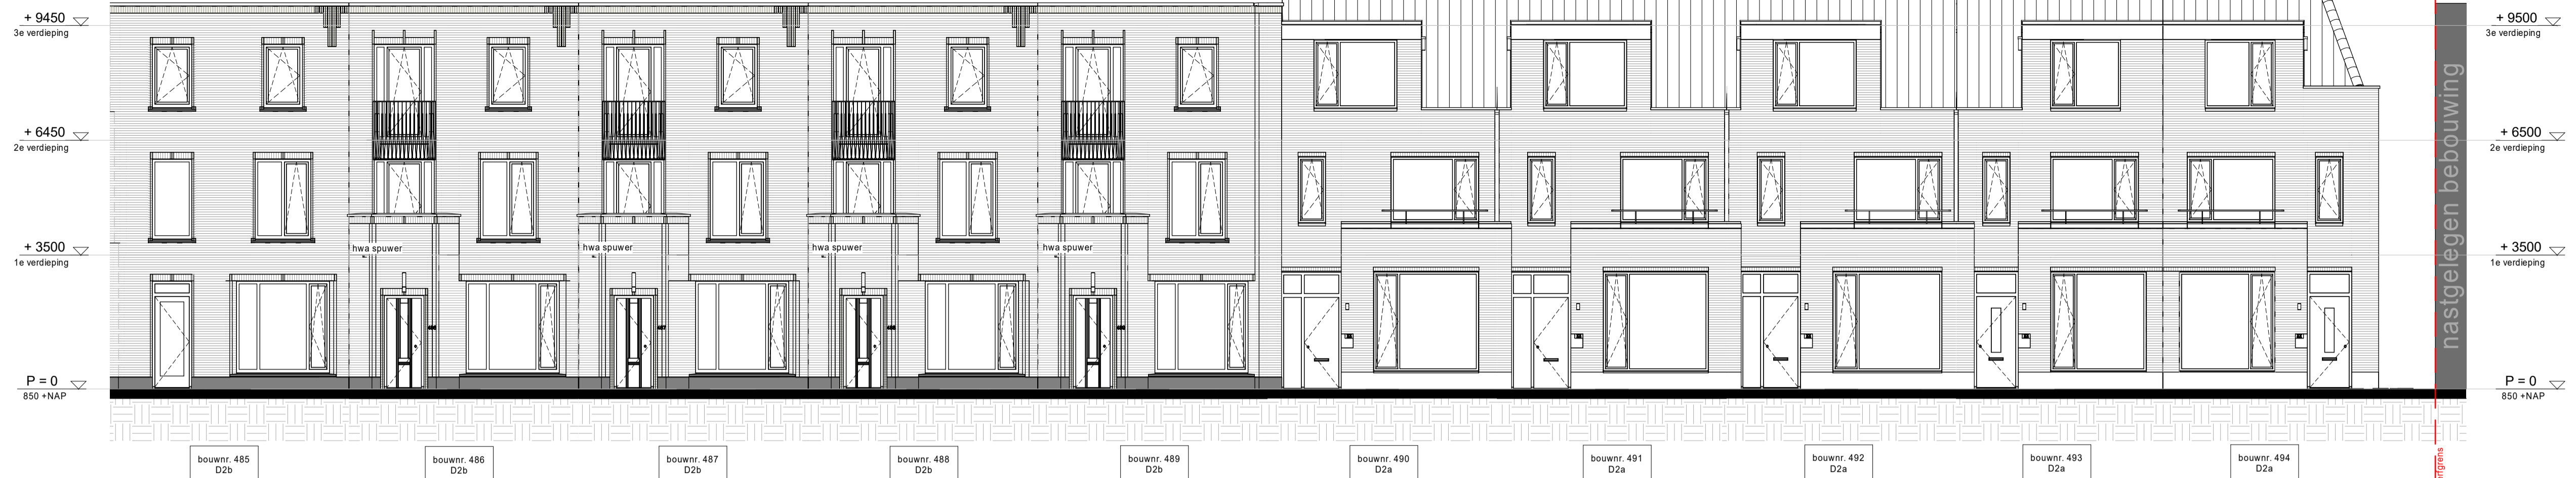 + 9450
3e verdieping
+ 6450
2e verdieping
+ 3500
1e verdieping
P = 0
850 +NAP
hwa spuwer
hwa spuwer
hwa spuwer
hwa spuwer
+ 9500
3e verdieping
+ 6500
2e verdieping
+ 3500
1e verdieping
P = 0
850 +NAP
nastgelegen bebouwing
rfgrens
bouwnr. 485
D2b
bouwnr. 486
D2b
bouwnr. 487
D2b
bouwnr. 488
D2b
bouwnr. 489
D2b
bouwnr. 490
D2a
bouwnr. 491
D2a
bouwnr. 492
D2a
bouwnr. 493
D2a
bouwnr. 494
D2a